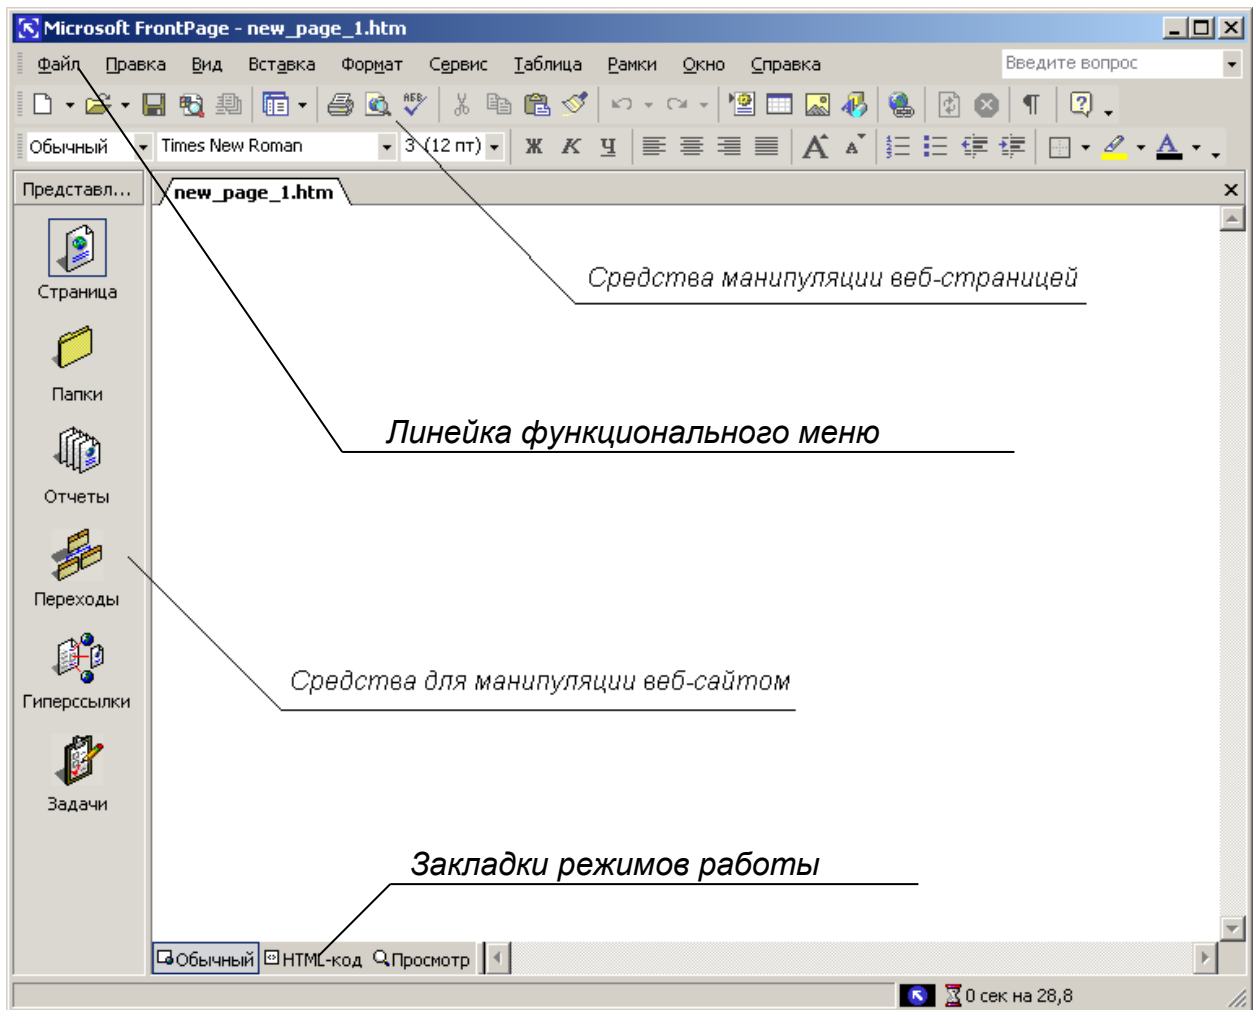 Microsoft FrontPage - new_page_1.htm
Файл Правка Вид Вставка Формат Сервис Таблица Рамки Окно Справка Введите вопрос
АБВ
Обычный Times New Roman 3 (12 пт) Ж К Ч А А А
Представл... new_page_1.htm
Страница
Средства манипуляции веб-страницей
Папки
Линейка функционального меню
Отчеты
Переходы
Средства для манипуляции веб-сайтом
Гиперссылки
Задачи
Закладки режимов работы
Обычный HTML-код Просмотр
0 сек на 28,8